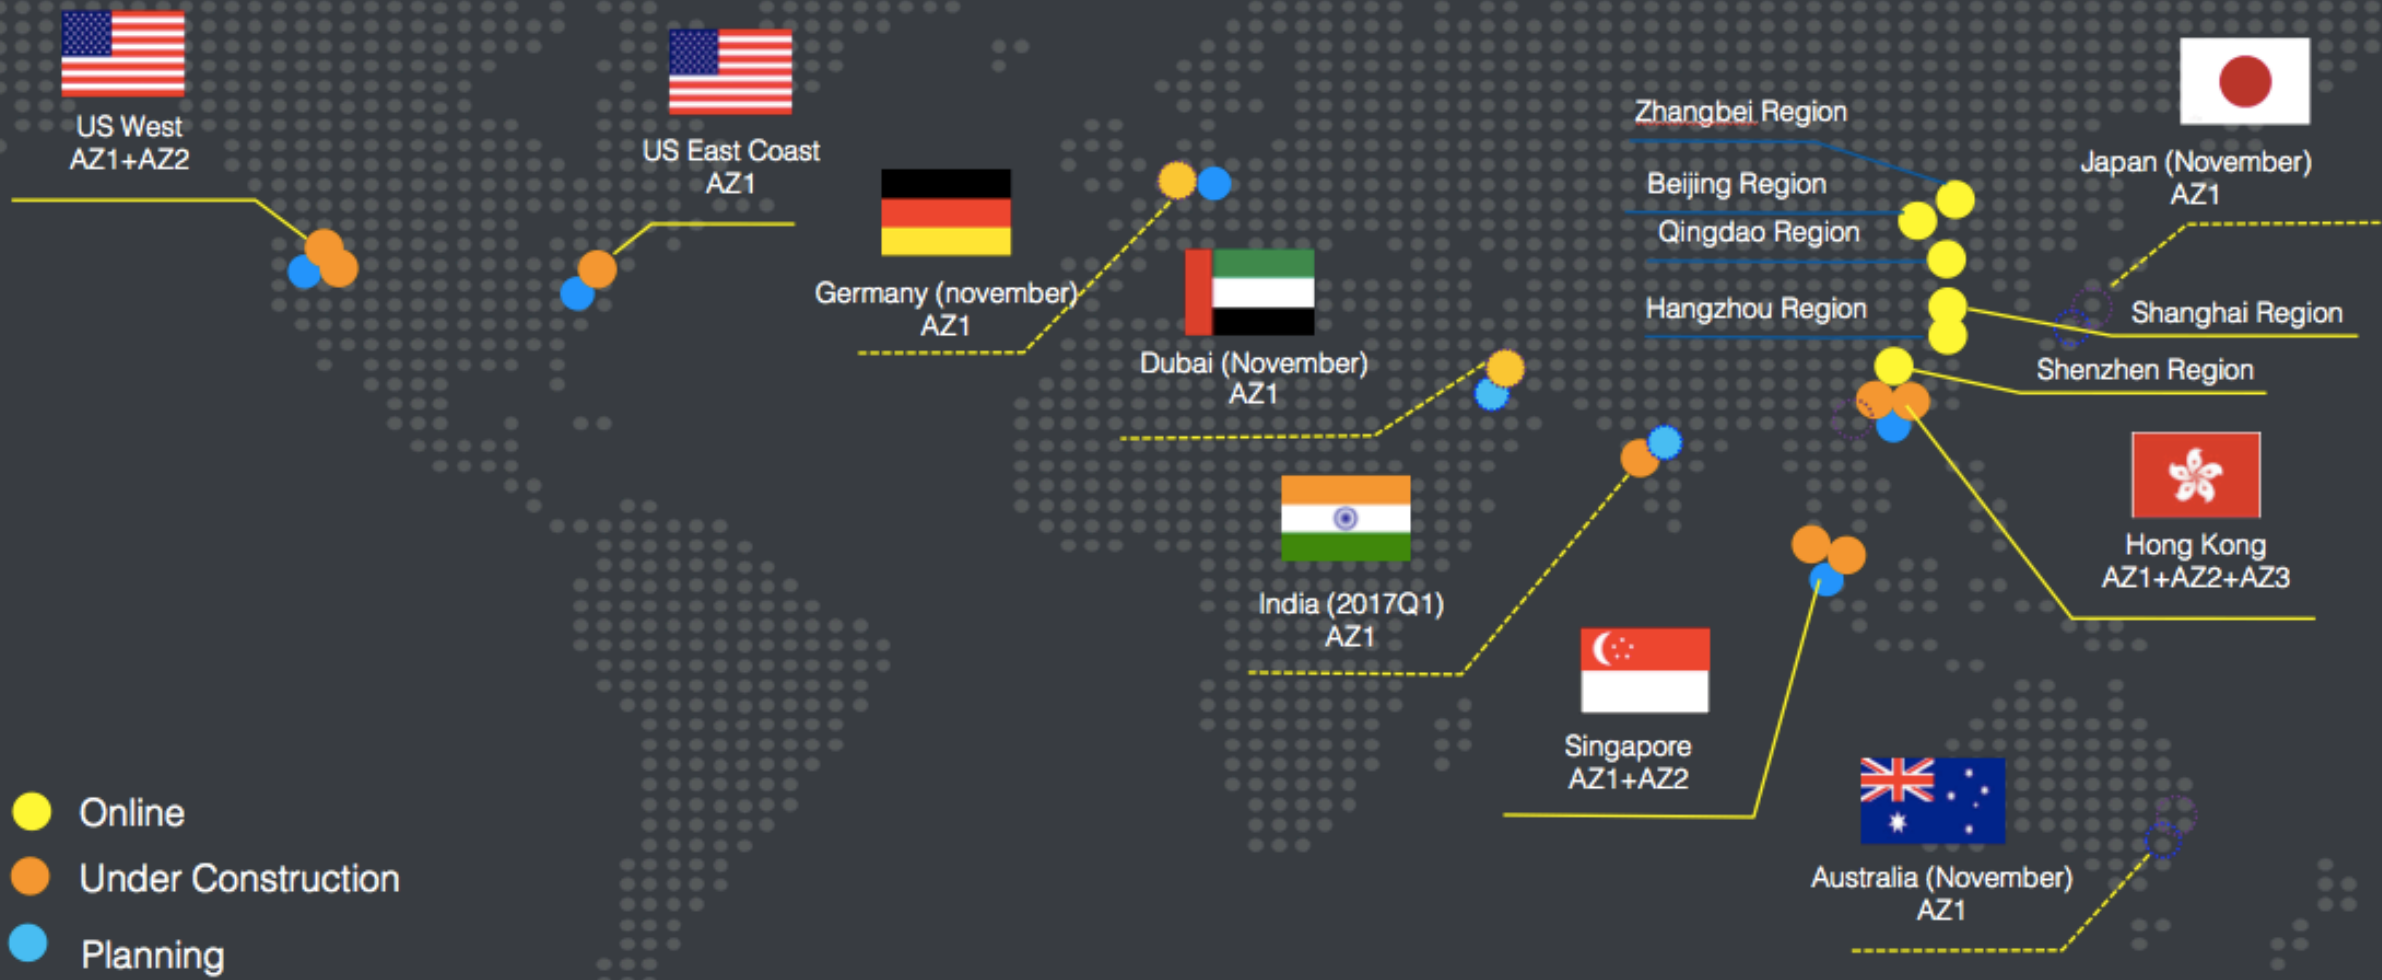 US West
AZ1+AZ2
US East Coast
AZ1
Germany (november)
AZ1
Dubai (November)
AZ1
India (2017Q1)
AZ1
Singapore
AZ1+AZ2
Zhangbei Region
Beijing Region
Qingdao Region
Hangzhou Region
Japan (November)
AZ1
Shanghai Region
Shenzhen Region
Hong Kong
AZ1+AZ2+AZ3
Australia (November)
AZ1
Online
Under Construction
Planning